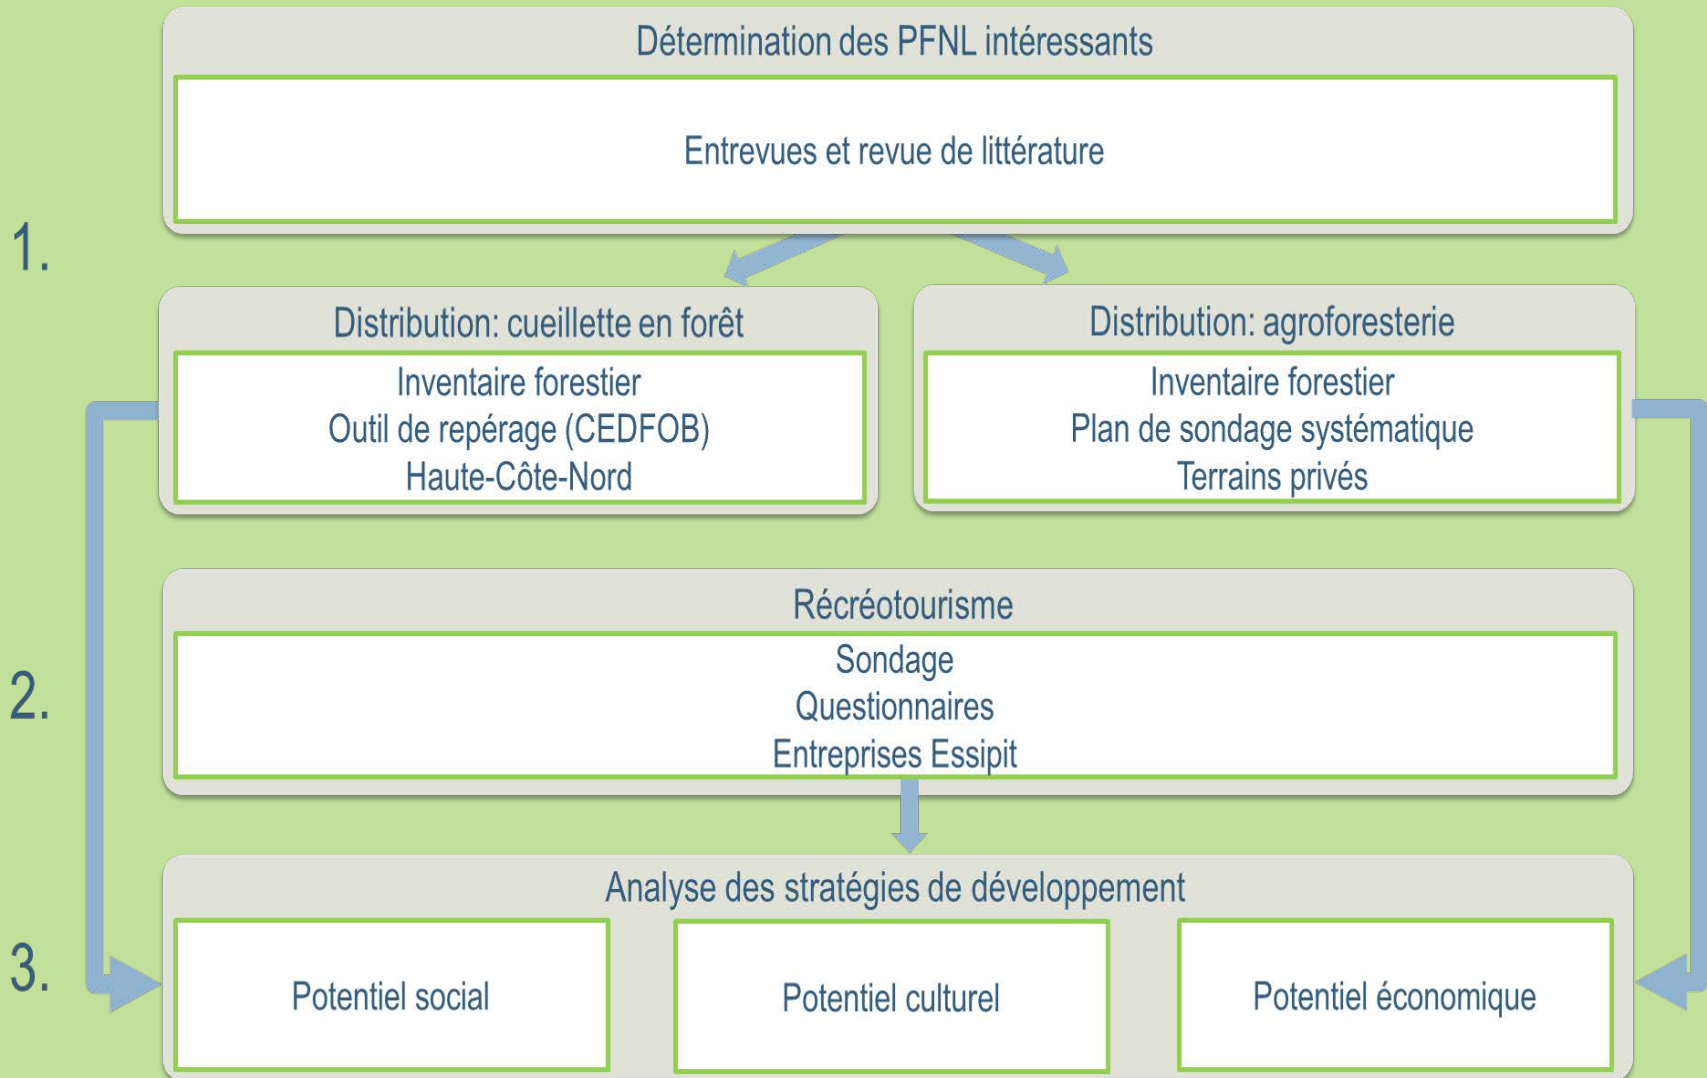 Détermination des PFNL intéressants
Entrevues et revue de littérature
1.
Distribution: cueillette en forêt
Inventaire forestier
Outil de repérage (CEDFOB)
Haute-Côte-Nord
Distribution: agroforesterie
Inventaire forestier
Plan de sondage systématique
Terrains privés
2.
Récréotourisme
Sondage
Questionnaires
Entreprises Essipit
3.
Analyse des stratégies de développement
Potentiel social
Potentiel culturel
Potentiel économique